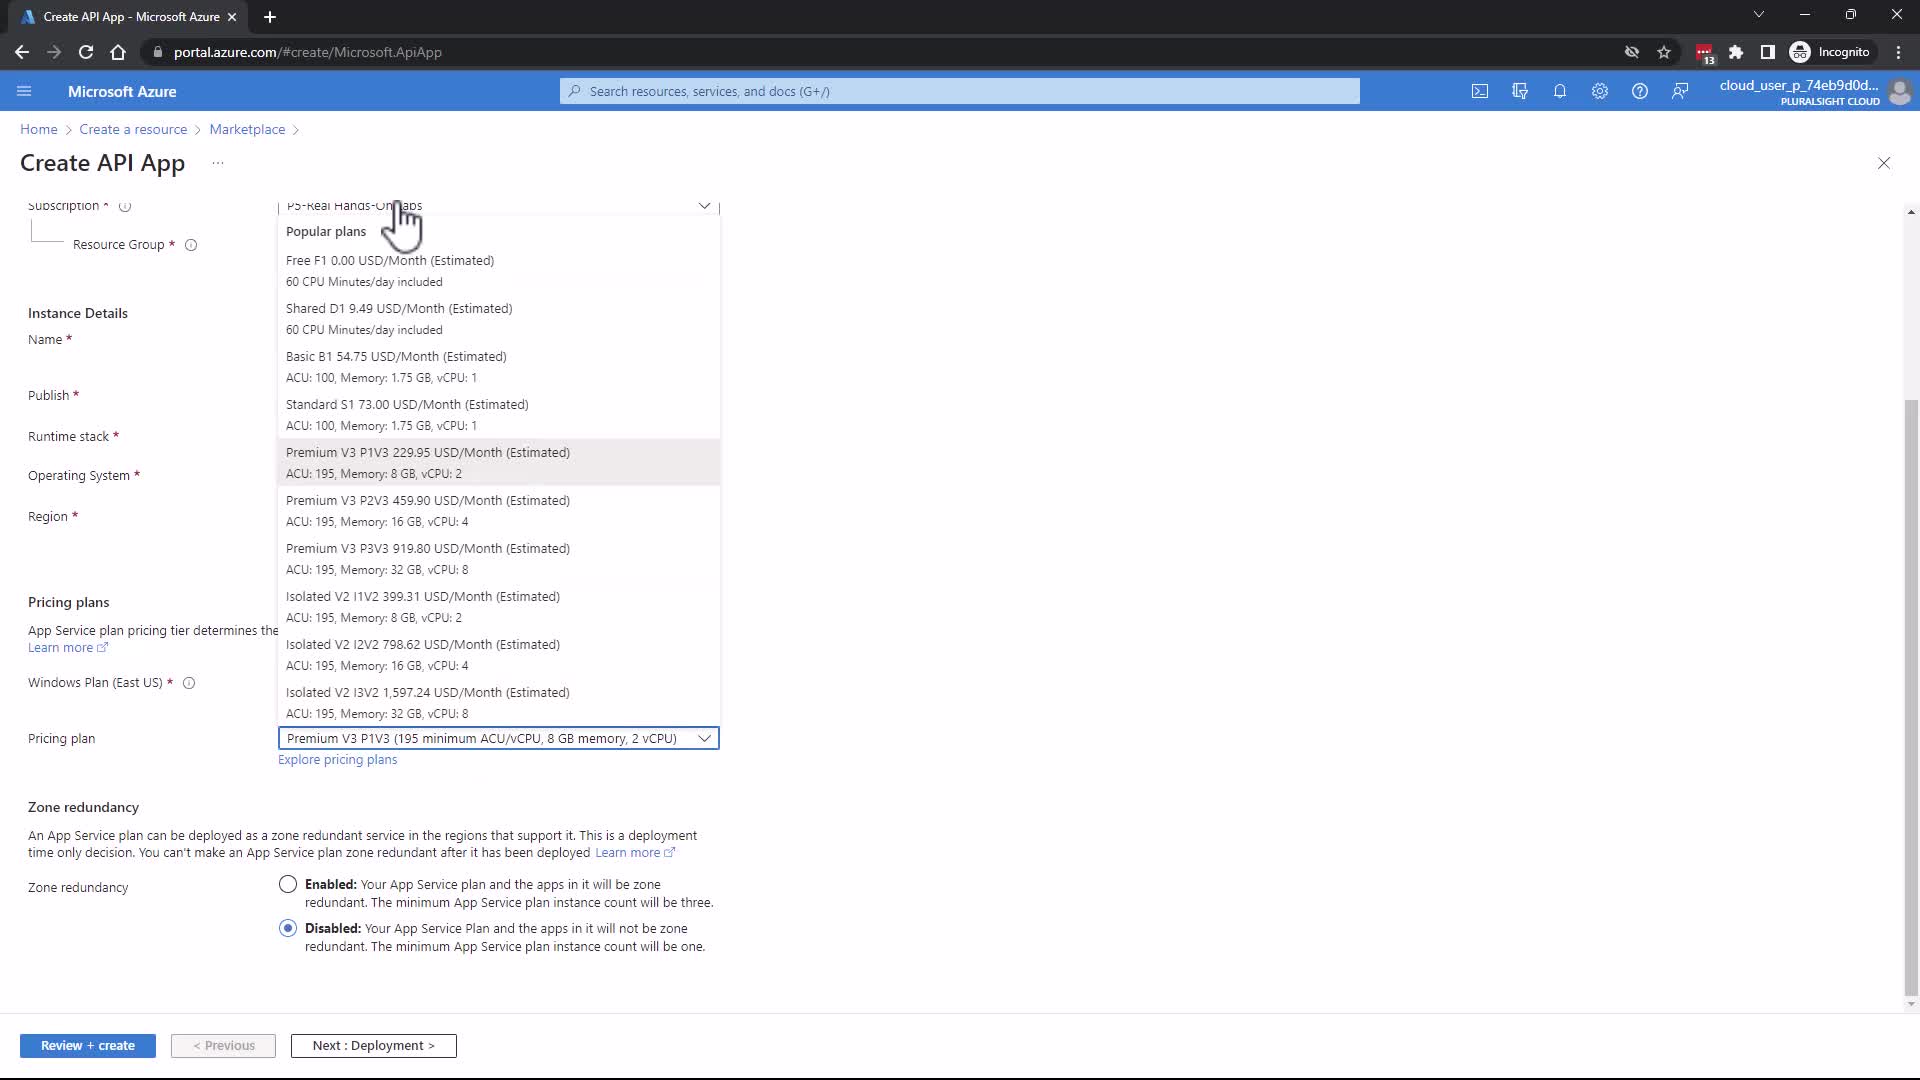 Create API App - Microsoft Azure
portal.azure.com/#create/Microsoft.ApiApp
13
Incognito
Microsoft Azure
Search resources, services, and docs (G+/)
cloud_user_p_74eb9d0d...
PLURALSIGHT CLOUD
Home > Create a resource > Marketplace >
Create API App ...
Subscription *
P5-Real Hands-On Labs
Resource Group *
Popular plans
Free F1 0.00 USD/Month (Estimated)
60 CPU Minutes/day included
Shared D1 9.49 USD/Month (Estimated)
60 CPU Minutes/day included
Basic B1 54.75 USD/Month (Estimated)
ACU: 100, Memory: 1.75 GB, vCPU: 1
Standard S1 73.00 USD/Month (Estimated)
ACU: 100, Memory: 1.75 GB, vCPU: 1
Premium V3 P1V3 229.95 USD/Month (Estimated)
ACU: 195, Memory: 8 GB, vCPU: 2
Premium V3 P2V3 459.90 USD/Month (Estimated)
ACU: 195, Memory: 16 GB, vCPU: 4
Premium V3 P3V3 919.80 USD/Month (Estimated)
ACU: 195, Memory: 32 GB, vCPU: 8
Isolated V2 I1V2 399.31 USD/Month (Estimated)
ACU: 195, Memory: 8 GB, vCPU: 2
Isolated V2 I2V2 798.62 USD/Month (Estimated)
ACU: 195, Memory: 16 GB, vCPU: 4
Isolated V2 I3V2 1,597.24 USD/Month (Estimated)
ACU: 195, Memory: 32 GB, vCPU: 8
Instance Details
Name *
Publish *
Runtime stack *
Operating System *
Region *
Pricing plans
App Service plan pricing tier determines the
Learn more
Windows Plan (East US) *
Pricing plan
Premium V3 P1V3 (195 minimum ACU/vCPU, 8 GB memory, 2 vCPU)
Explore pricing plans
Zone redundancy
An App Service plan can be deployed as a zone redundant service in the regions that support it. This is a deployment
time only decision. You can't make an App Service plan zone redundant after it has been deployed Learn more
Zone redundancy
Enabled: Your App Service plan and the apps in it will be zone
redundant. The minimum App Service plan instance count will be three.
Disabled: Your App Service Plan and the apps in it will not be zone
redundant. The minimum App Service plan instance count will be one.
Review + create
< Previous
Next : Deployment >